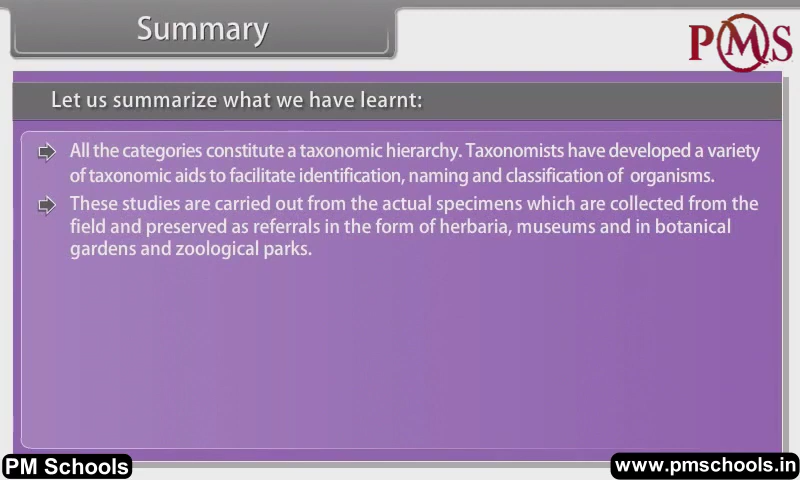 Summary
PMS
Let us summarize what we have learnt:
All the categories constitute a taxonomic hierarchy. Taxonomists have developed a variety
of taxonomic aids to facilitate identification, naming and classification of organisms.
These studies are carried out from the actual specimens which are collected from the
field and preserved as referrals in the form of herbaria, museums and in botanical
gardens and zoological parks.
PM Schools
www.pmschools.in